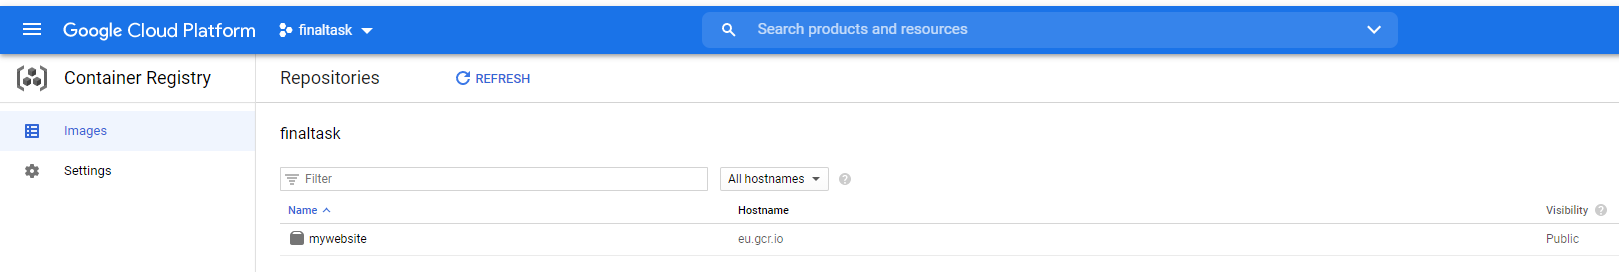 Google Cloud Platform finaltask Search products and resources
Container Registry Repositories REFRESH
Images
Settings
finaltask
Filter All hostnames ?
Name Hostname Visibility ?
mywebsite eu.gcr.io Public